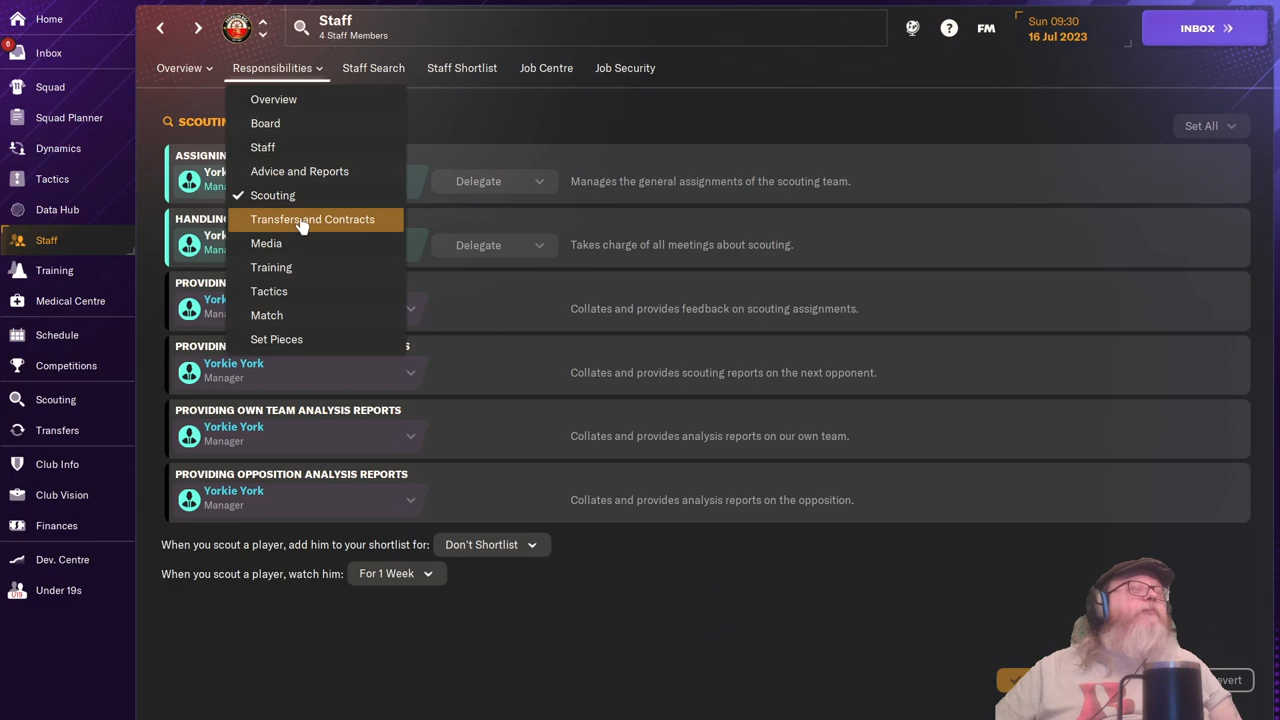 Home
6
Inbox
Squad
Squad Planner
Dynamics
Tactics
Data Hub
Staff
Training
Medical Centre
Schedule
Competitions
Scouting
Transfers
Club Info
Club Vision
Finances
Dev. Centre
U19
Under 19s
Staff
4 Staff Members
?
FM
Sun 09:30
16 Jul 2023
INBOX
Overview
Responsibilities
Staff Search
Staff Shortlist
Job Centre
Job Security
Overview
Board
Staff
Advice and Reports
Scouting
Transfers and Contracts
Media
Training
Tactics
Match
Set Pieces
Set All
Delegate
Manages the general assignments of the scouting team.
Delegate
Takes charge of all meetings about scouting.
Collates and provides feedback on scouting assignments.
Yorkie York
Manager
Collates and provides scouting reports on the next opponent.
PROVIDING OWN TEAM ANALYSIS REPORTS
Yorkie York
Manager
Collates and provides analysis reports on our own team.
PROVIDING OPPOSITION ANALYSIS REPORTS
Yorkie York
Manager
Collates and provides analysis reports on the opposition.
When you scout a player, add him to your shortlist for:
Don't Shortlist
When you scout a player, watch him:
For 1 Week